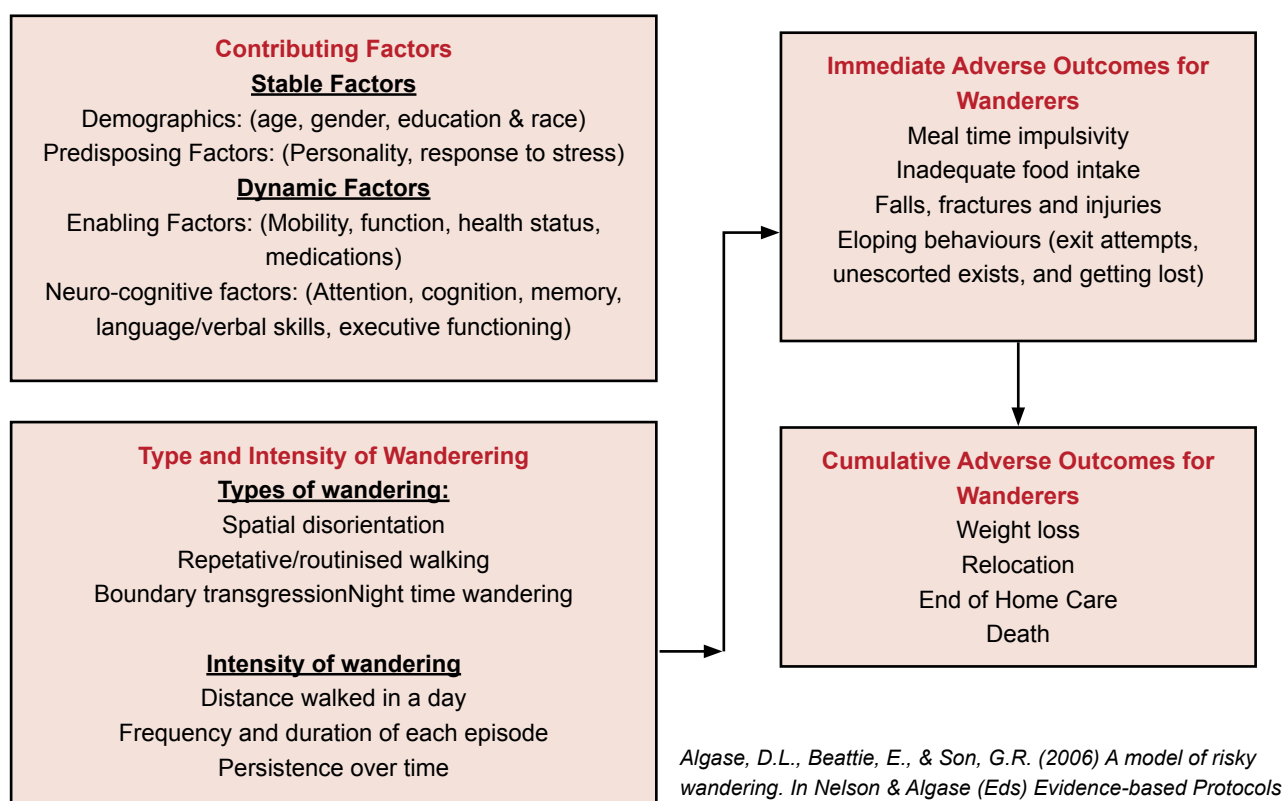 Contributing Factors
Stable Factors
Demographics: (age, gender, education & race)
Predisposing Factors: (Personality, response to stress)
Dynamic Factors
Enabling Factors: (Mobility, function, health status,
medications)
Neuro-cognitive factors: (Attention, cognition, memory,
language/verbal skills, executive functioning)
Type and Intensity of Wanderering
Types of wandering:
Spatial disorientation
Repetative/routinised walking
Boundary transgressionNight time wandering
Intensity of wandering
Distance walked in a day
Frequency and duration of each episode
Persistence over time
Immediate Adverse Outcomes for
Wanderers
Meal time impulsivity
Inadequate food intake
Falls, fractures and injuries
Eloping behaviours (exit attempts,
unescorted exists, and getting lost)
Cumulative Adverse Outcomes for
Wanderers
Weight loss
Relocation
End of Home Care
Death
Algase, D.L., Beattie, E., & Son, G.R. (2006) A model of risky
wandering. In Nelson & Algase (Eds) Evidence-based Protocols